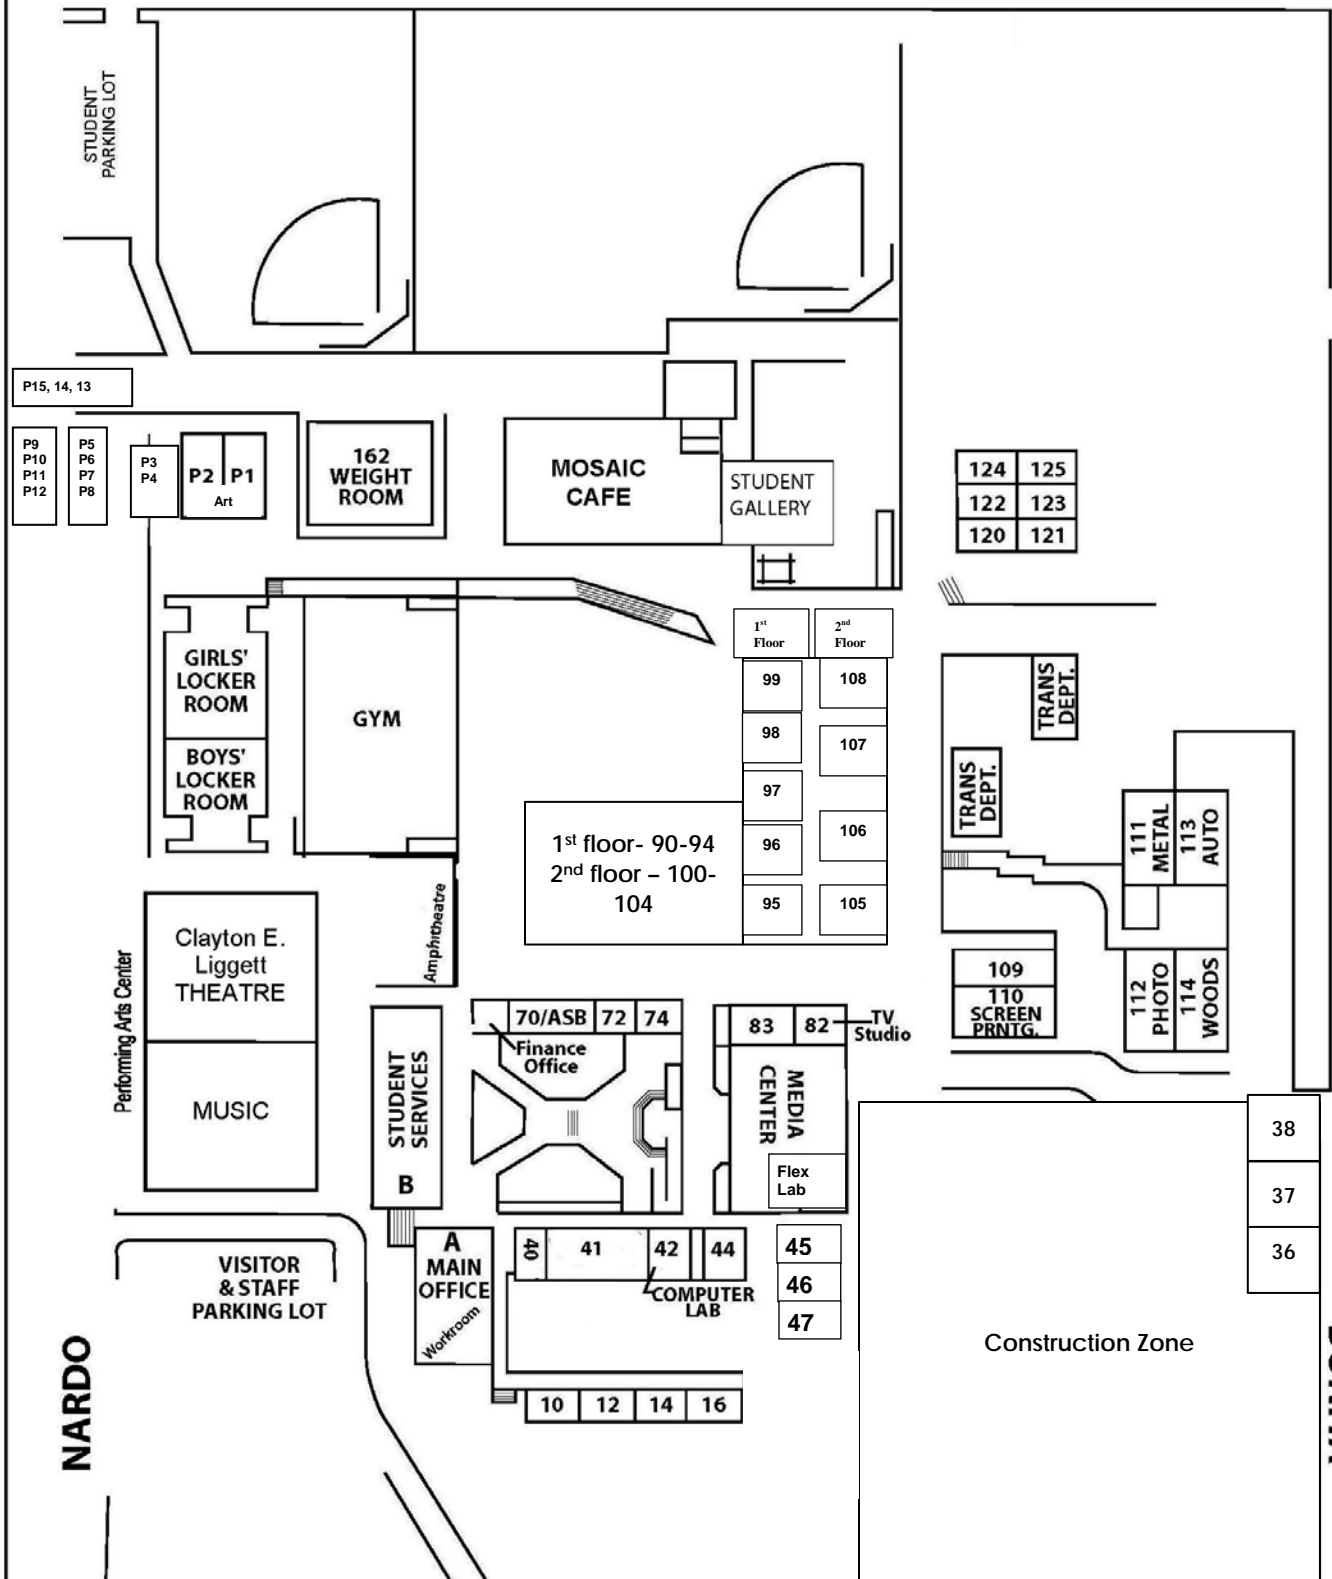 STUDENT
PARKING LOT
P15, 14, 13
P9
P10
P11
P12
P5
P6
P7
P8
P3
P4
P2
P1
Art
162
WEIGHT
ROOM
MOSAIC
CAFE
STUDENT
GALLERY
124
125
122
123
120
121
1st
Floor
2nd
Floor
99
108
98
107
97
106
96
95
105
GIRLS'
LOCKER
ROOM
BOYS'
LOCKER
ROOM
GYM
1st floor- 90-94
2nd floor – 100-
104
TRANS
DEPT.
TRANS
DEPT.
111
METAL
113
AUTO
Amphitheatre
Performing Arts Center
Clayton E.
Liggett
THEATRE
MUSIC
109
110
SCREEN
PRNTG.
112
PHOTO
114
WOODS
STUDENT
SERVICES
B
70/ASB
72
74
Finance
Office
83
82
TV
Studio
MEDIA
CENTER
Flex
Lab
38
37
36
A
MAIN
OFFICE
Workroom
40
41
42
44
COMPUTER
LAB
45
46
47
VISITOR
& STAFF
PARKING LOT
10
12
14
16
Construction Zone
NARDO